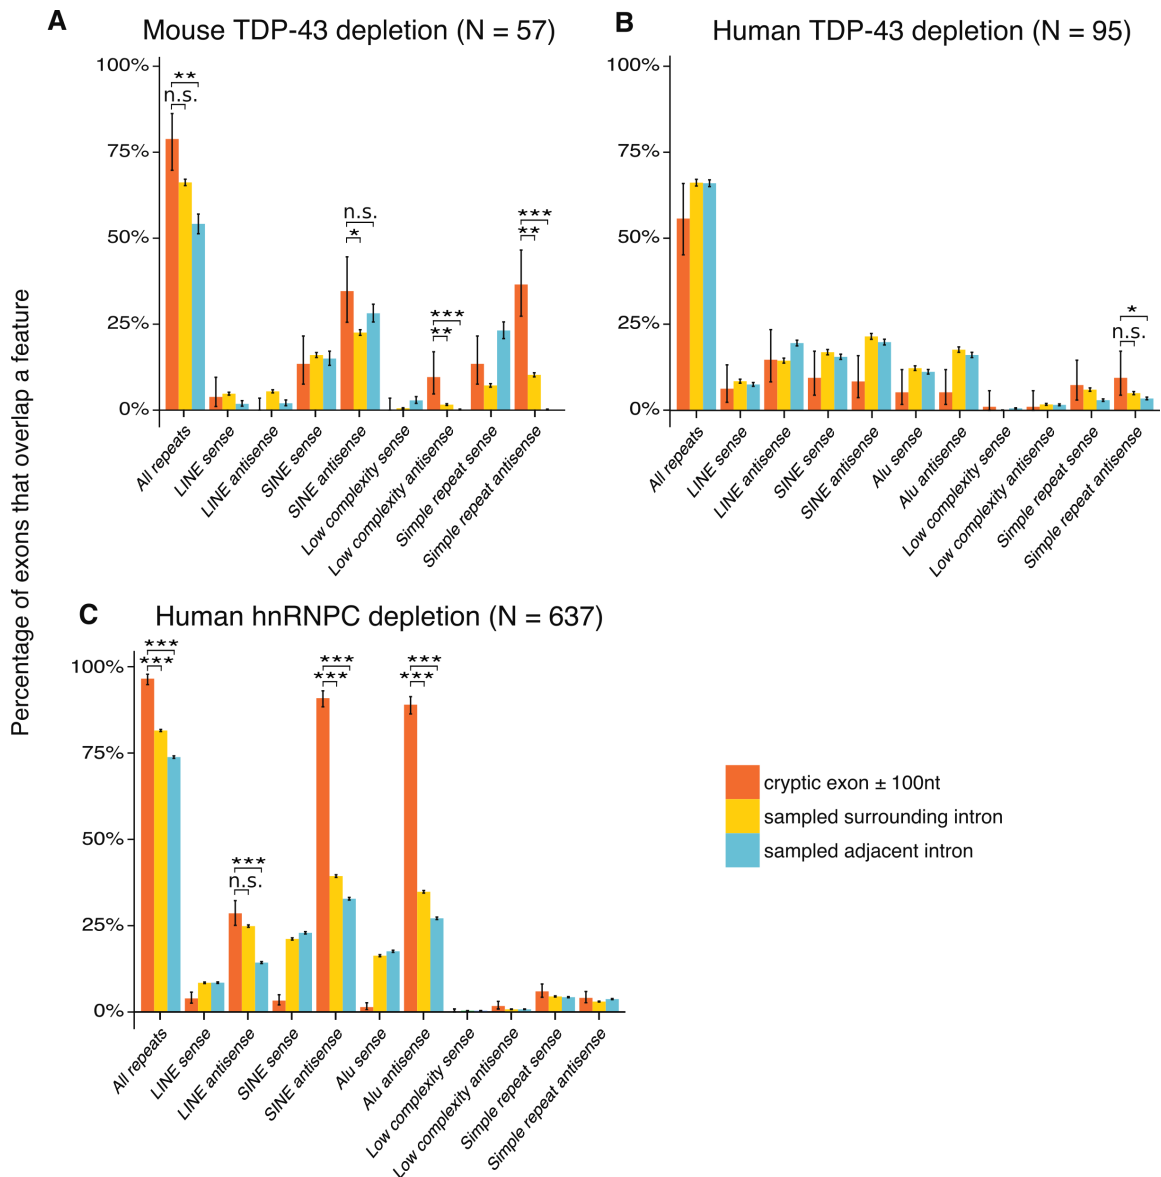 Percentage of exons that overlap a feature
A
Mouse TDP-43 depletion (N = 57)
100%
75%
50%
25%
0%
**
n.s.
n.s.
*
***
**
***
**
All repeats
LINE sense
LINE antisense
SINE sense
SINE antisense
Low complexity sense
Low complexity antisense
Simple repeat sense
Simple repeat antisense
B
Human TDP-43 depletion (N = 95)
100%
75%
50%
25%
0%
*
n.s.
All repeats
LINE sense
LINE antisense
SINE sense
SINE antisense
Alu sense
Alu antisense
Low complexity sense
Low complexity antisense
Simple repeat sense
Simple repeat antisense
C
Human hnRNPC depletion (N = 637)
100%
75%
50%
25%
0%
***
***
***
n.s.
***
***
***
***
All repeats
LINE sense
LINE antisense
SINE sense
SINE antisense
Alu sense
Alu antisense
Low complexity sense
Low complexity antisense
Simple repeat sense
Simple repeat antisense
cryptic exon ± 100nt
sampled surrounding intron
sampled adjacent intron